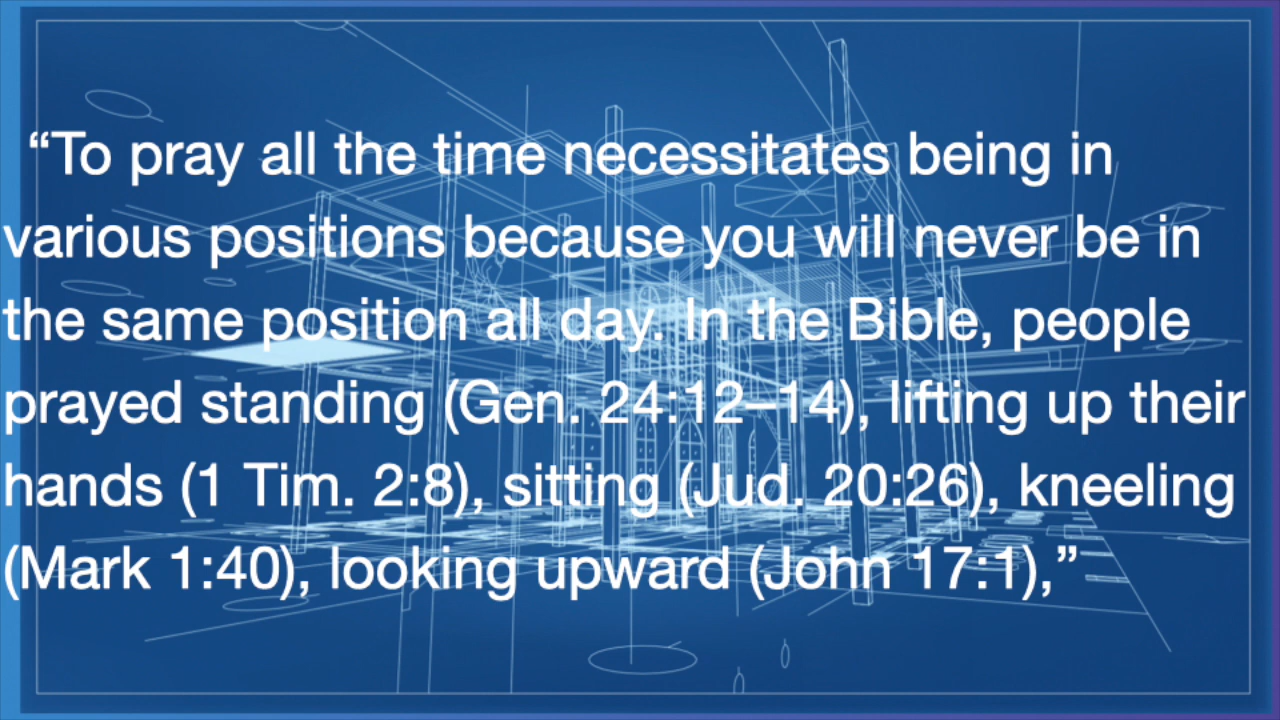 “To pray all the time necessitates being in
various positions because you will never be in
the same position all day. In the Bible, people
prayed standing (Gen. 24:12–14), lifting up their
hands (1 Tim. 2:8), sitting (Jud. 20:26), kneeling
(Mark 1:40), looking upward (John 17:1),”